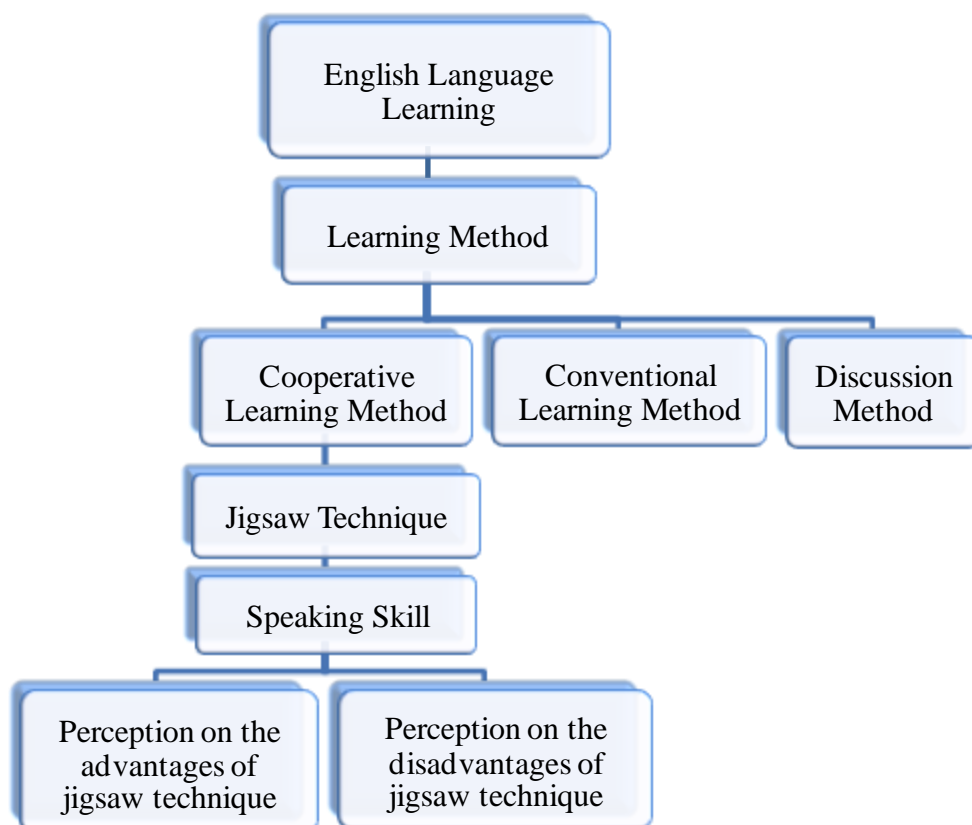 English Language
Learning
Learning Method
Cooperative
Learning Method
Conventional
Learning Method
Discussion
Method
Jigsaw Technique
Speaking Skill
Perception on the
advantages of
jigsaw technique
Perception on the
disadvantages of
jigsaw technique